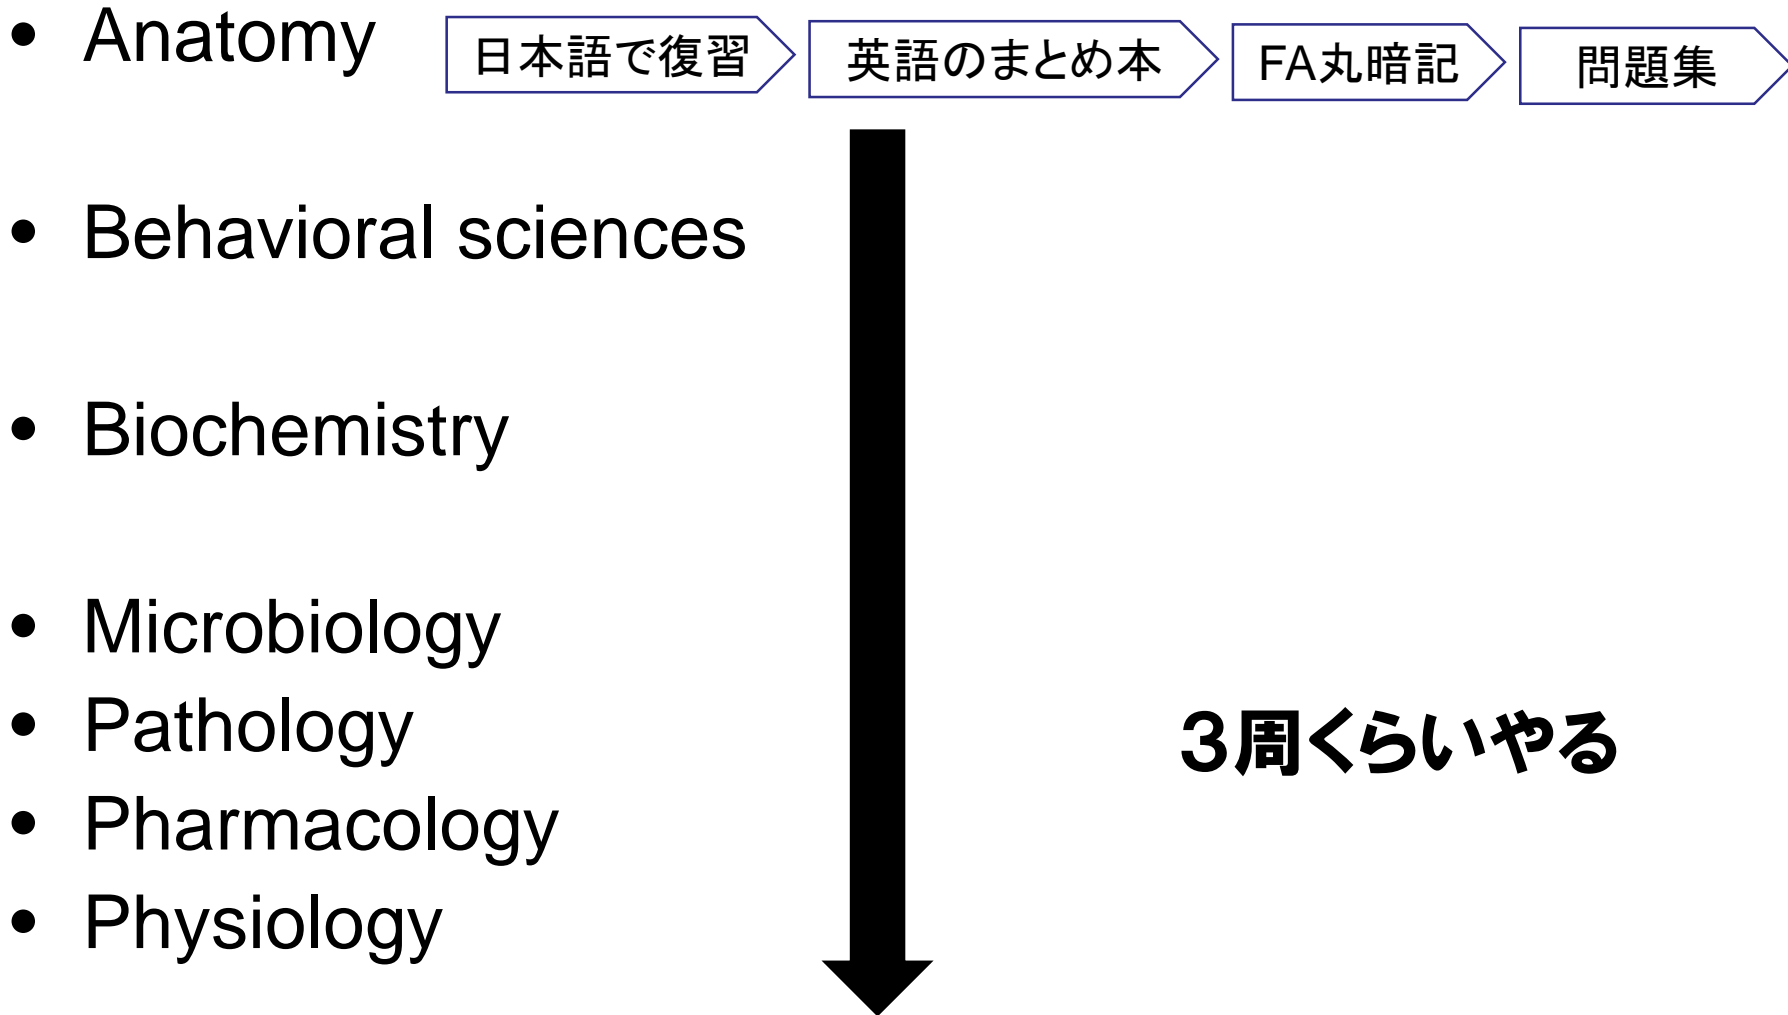 • Anatomy 日本語で復習 英語のまとめ本 FA丸暗記 問題集
• Behavioral sciences
• Biochemistry
• Microbiology
• Pathology
３周くらいやる
• Pharmacology
• Physiology